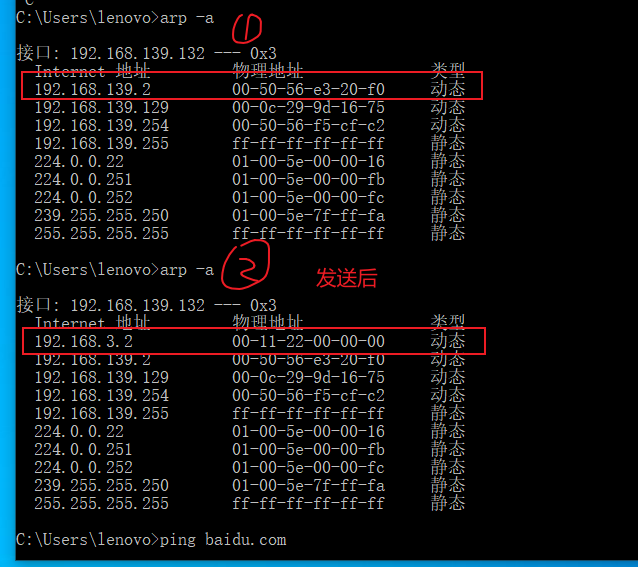 C:\Users\lenovo>arp -a
①
接口: 192.168.139.132 --- 0x3
Internet 地址 物理地址 类型
192.168.139.2 00-50-56-e3-20-f0 动态
192.168.139.129 00-0c-29-9d-16-75 动态
192.168.139.254 00-50-56-f5-cf-c2 动态
192.168.139.255 ff-ff-ff-ff-ff-ff 静态
224.0.0.22 01-00-5e-00-00-16 静态
224.0.0.251 01-00-5e-00-00-fb 静态
224.0.0.252 01-00-5e-00-00-fc 静态
239.255.255.250 01-00-5e-7f-ff-fa 静态
255.255.255.255 ff-ff-ff-ff-ff-ff 静态
C:\Users\lenovo>arp -a
② 发送后
接口: 192.168.139.132 --- 0x3
Internet 地址 物理地址 类型
192.168.3.2 00-11-22-00-00-00 动态
192.168.139.2 00-50-56-e3-20-f0 动态
192.168.139.129 00-0c-29-9d-16-75 动态
192.168.139.254 00-50-56-f5-cf-c2 动态
192.168.139.255 ff-ff-ff-ff-ff-ff 静态
224.0.0.22 01-00-5e-00-00-16 静态
224.0.0.251 01-00-5e-00-00-fb 静态
224.0.0.252 01-00-5e-00-00-fc 静态
239.255.255.250 01-00-5e-7f-ff-fa 静态
255.255.255.255 ff-ff-ff-ff-ff-ff 静态
C:\Users\lenovo>ping baidu.com